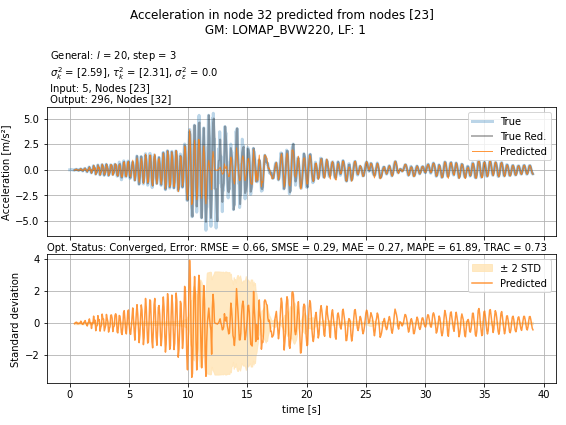 Acceleration in node 32 predicted from nodes [23]
GM: LOMAP_BVW220, LF: 1
General: l = 20, step = 3
σ²ₖ = [2.59], τ²ₖ = [2.31], σ²ε = 0.0
Input: 5, Nodes [23]
Output: 296, Nodes [32]
Acceleration [m/s²]
5.0
2.5
0.0
−2.5
−5.0
True
True Red.
Predicted
Opt. Status: Converged, Error: RMSE = 0.66, SMSE = 0.29, MAE = 0.27, MAPE = 61.89, TRAC = 0.73
Standard deviation
4
2
0
−2
± 2 STD
Predicted
0 5 10 15 20 25 30 35 40
time [s]